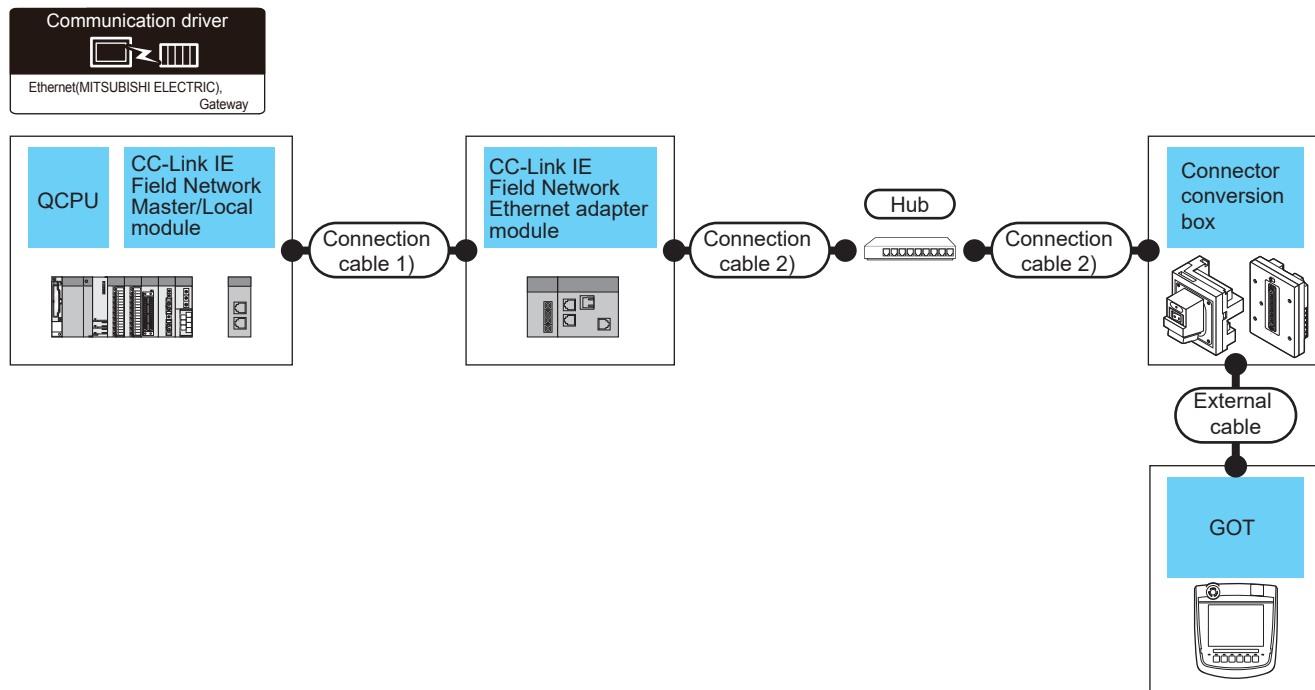 Communication driver
Ethernet(MITSUBISHI ELECTRIC),
Gateway
QCPU
CC-Link IE
Field Network
Master/Local
module
Connection
cable 1)
CC-Link IE
Field Network
Ethernet adapter
module
Connection
cable 2)
Hub
Connection
cable 2)
Connector
conversion
box
External
cable
GOT